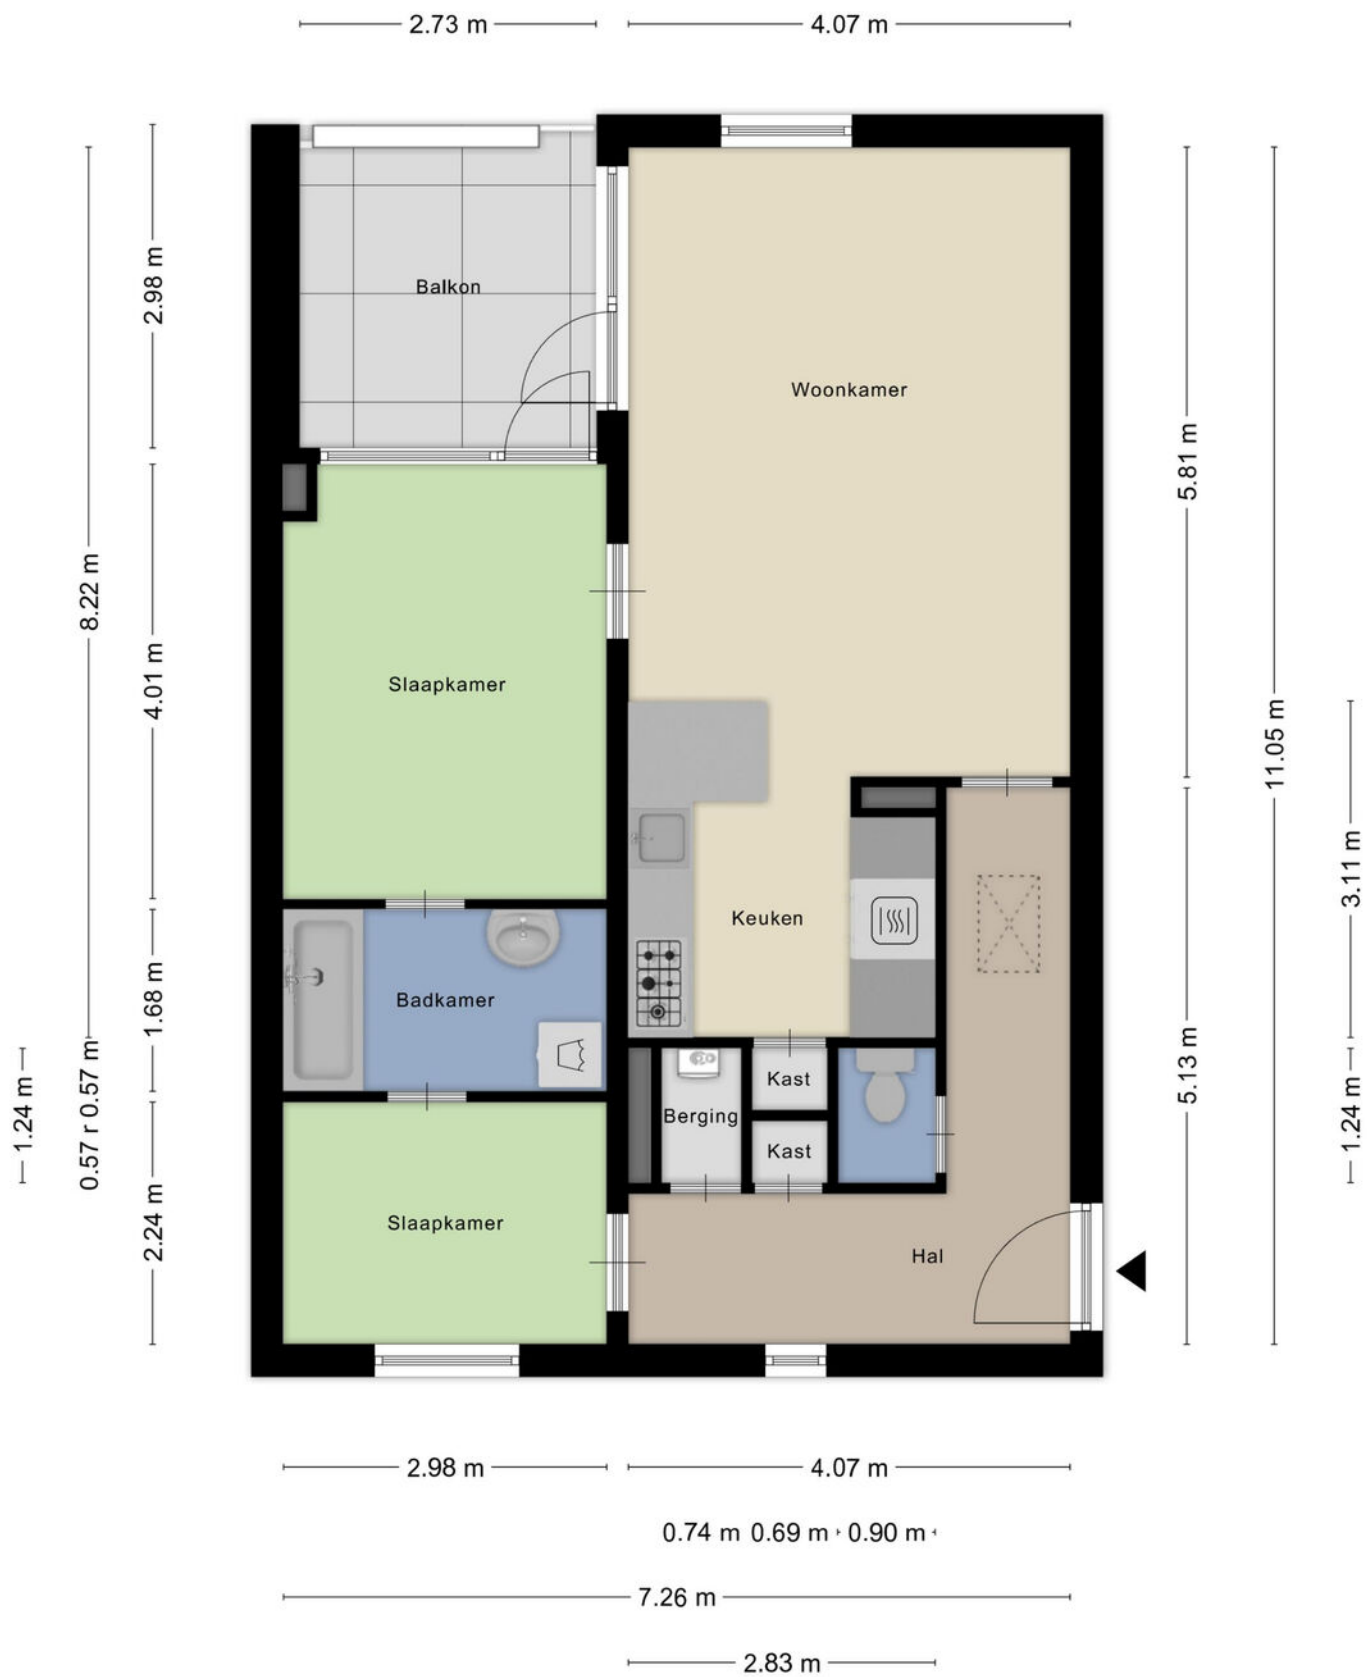 2.73 m
4.07 m
Balkon
Woonkamer
2.98 m
5.81 m
8.22 m
4.01 m
Slaapkamer
11.05 m
3.11 m
Keuken
Badkamer
1.68 m
5.13 m
Kast
Berging
Kast
1.24 m
0.57 r 0.57 m
1.24 m
Slaapkamer
2.24 m
Hal
2.98 m
4.07 m
0.74 m 0.69 m 0.90 m
7.26 m
2.83 m